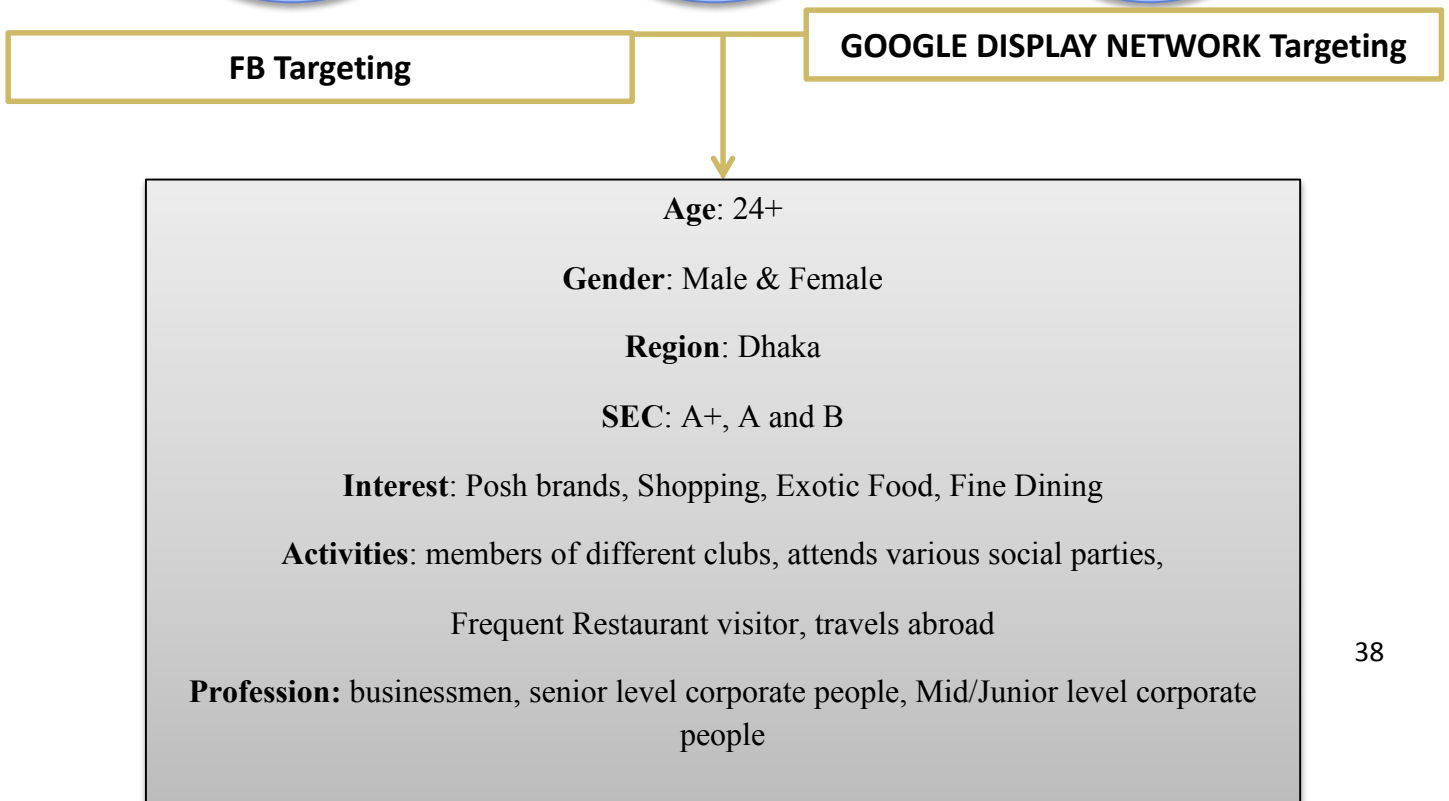 FB Targeting
GOOGLE DISPLAY NETWORK Targeting
Age: 24+
Gender: Male & Female
Region: Dhaka
SEC: A+, A and B
Interest: Posh brands, Shopping, Exotic Food, Fine Dining
Activities: members of different clubs, attends various social parties,
Frequent Restaurant visitor, travels abroad
38
Profession: businessmen, senior level corporate people, Mid/Junior level corporate
people